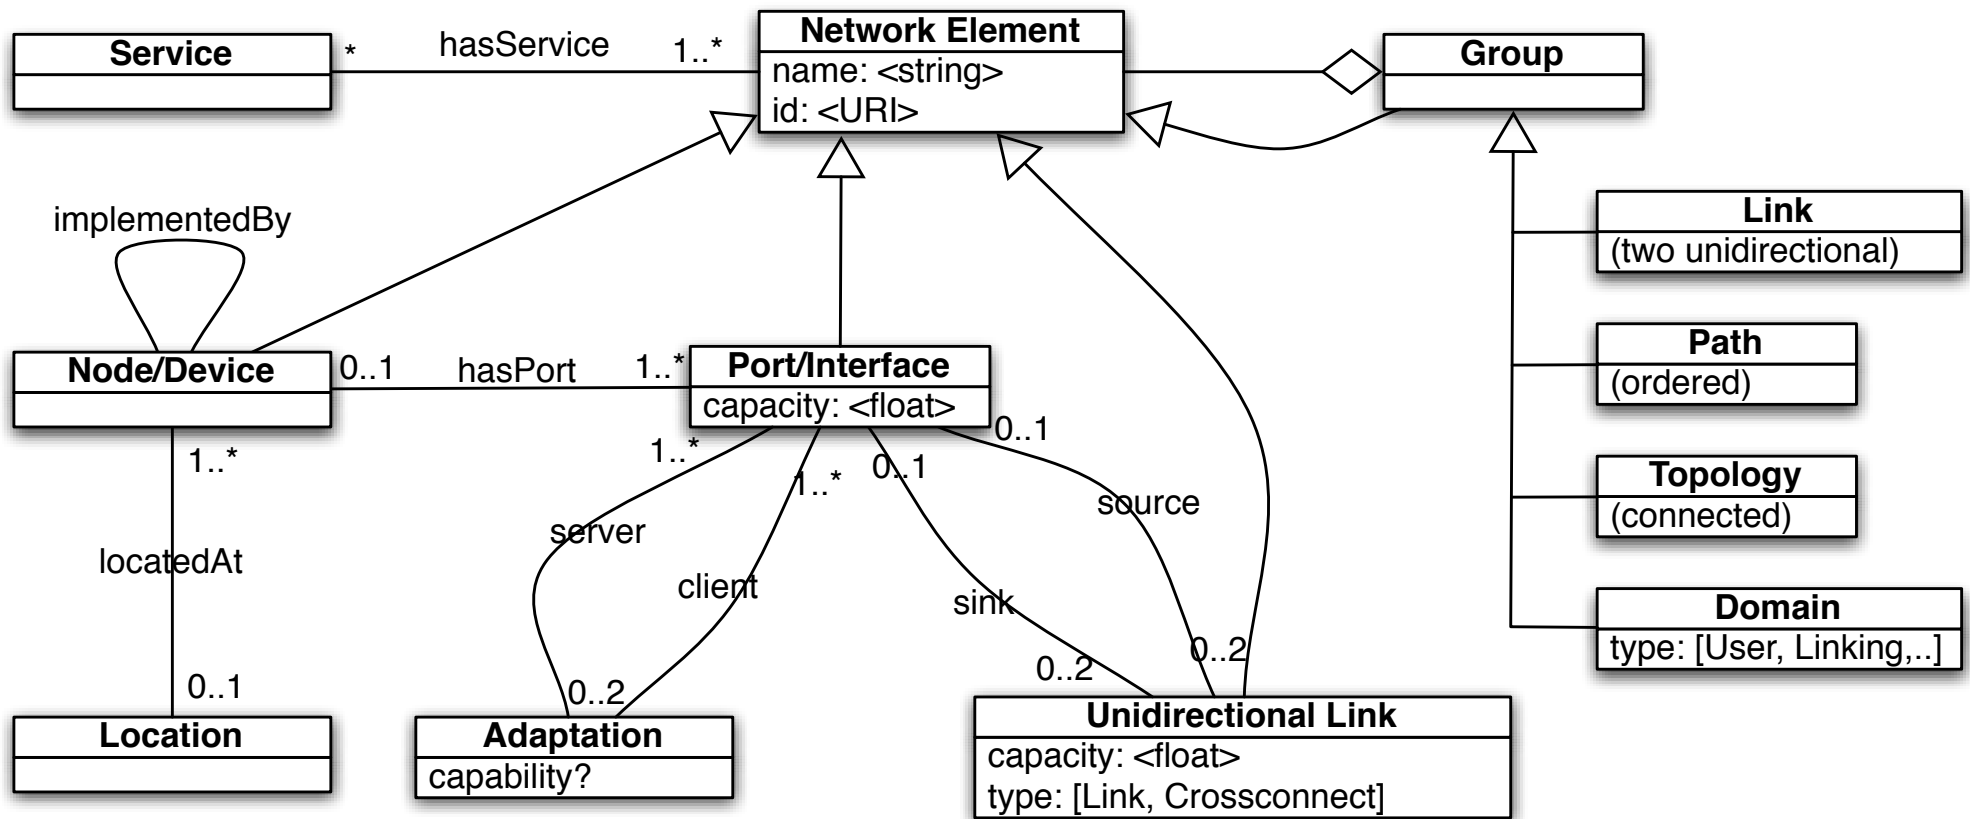 Service
* hasService 1..*
Network Element
name: <string>
id: <URI>
Group
implementedBy
Link
(two unidirectional)
Node/Device
0..1 hasPort 1..*
Port/Interface
capacity: <float>
Path
(ordered)
1..*
1..*
1..*
0..1
0..1
source
server
client
sink
locatedAt
Topology
(connected)
Domain
type: [User, Linking,..]
0..1
0..2
0..2
0..2
Location
Adaptation
capability?
Unidirectional Link
capacity: <float>
type: [Link, Crossconnect]